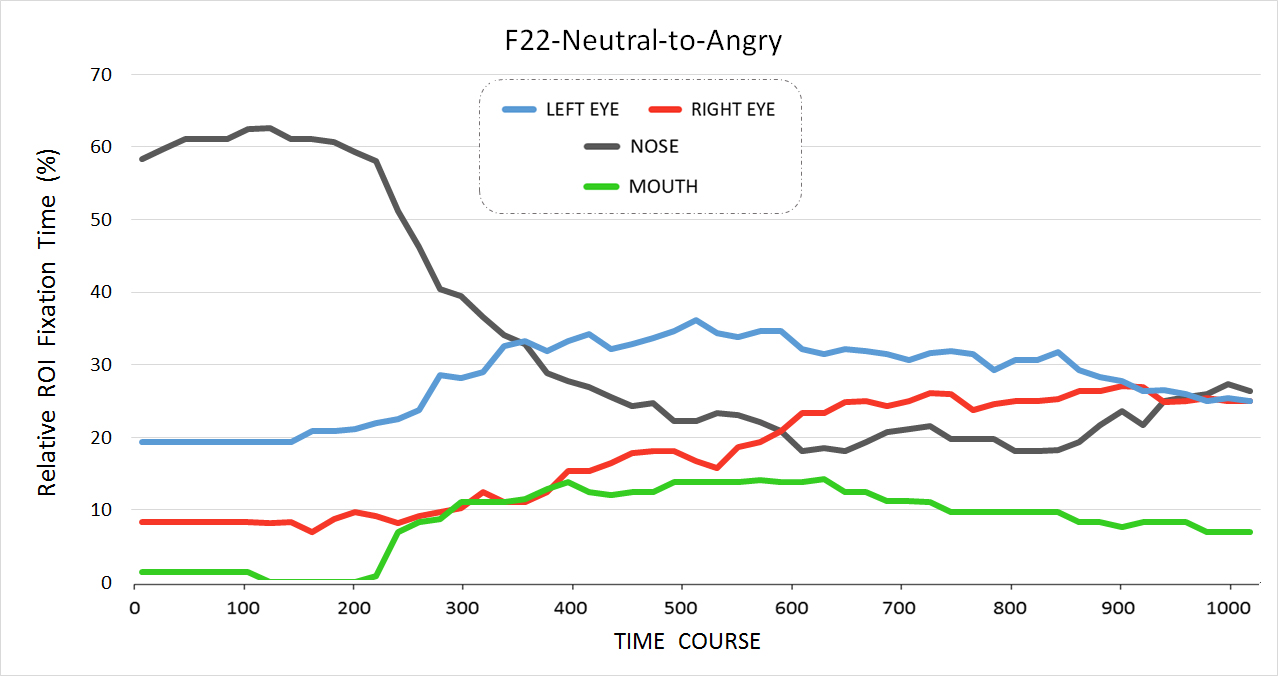 F22-Neutral-to-Angry
70
60
50
40
30
20
10
0
Relative ROI Fixation Time (%)
LEFT EYE
RIGHT EYE
NOSE
MOUTH
0 100 200 300 400 500 600 700 800 900 1000
TIME COURSE